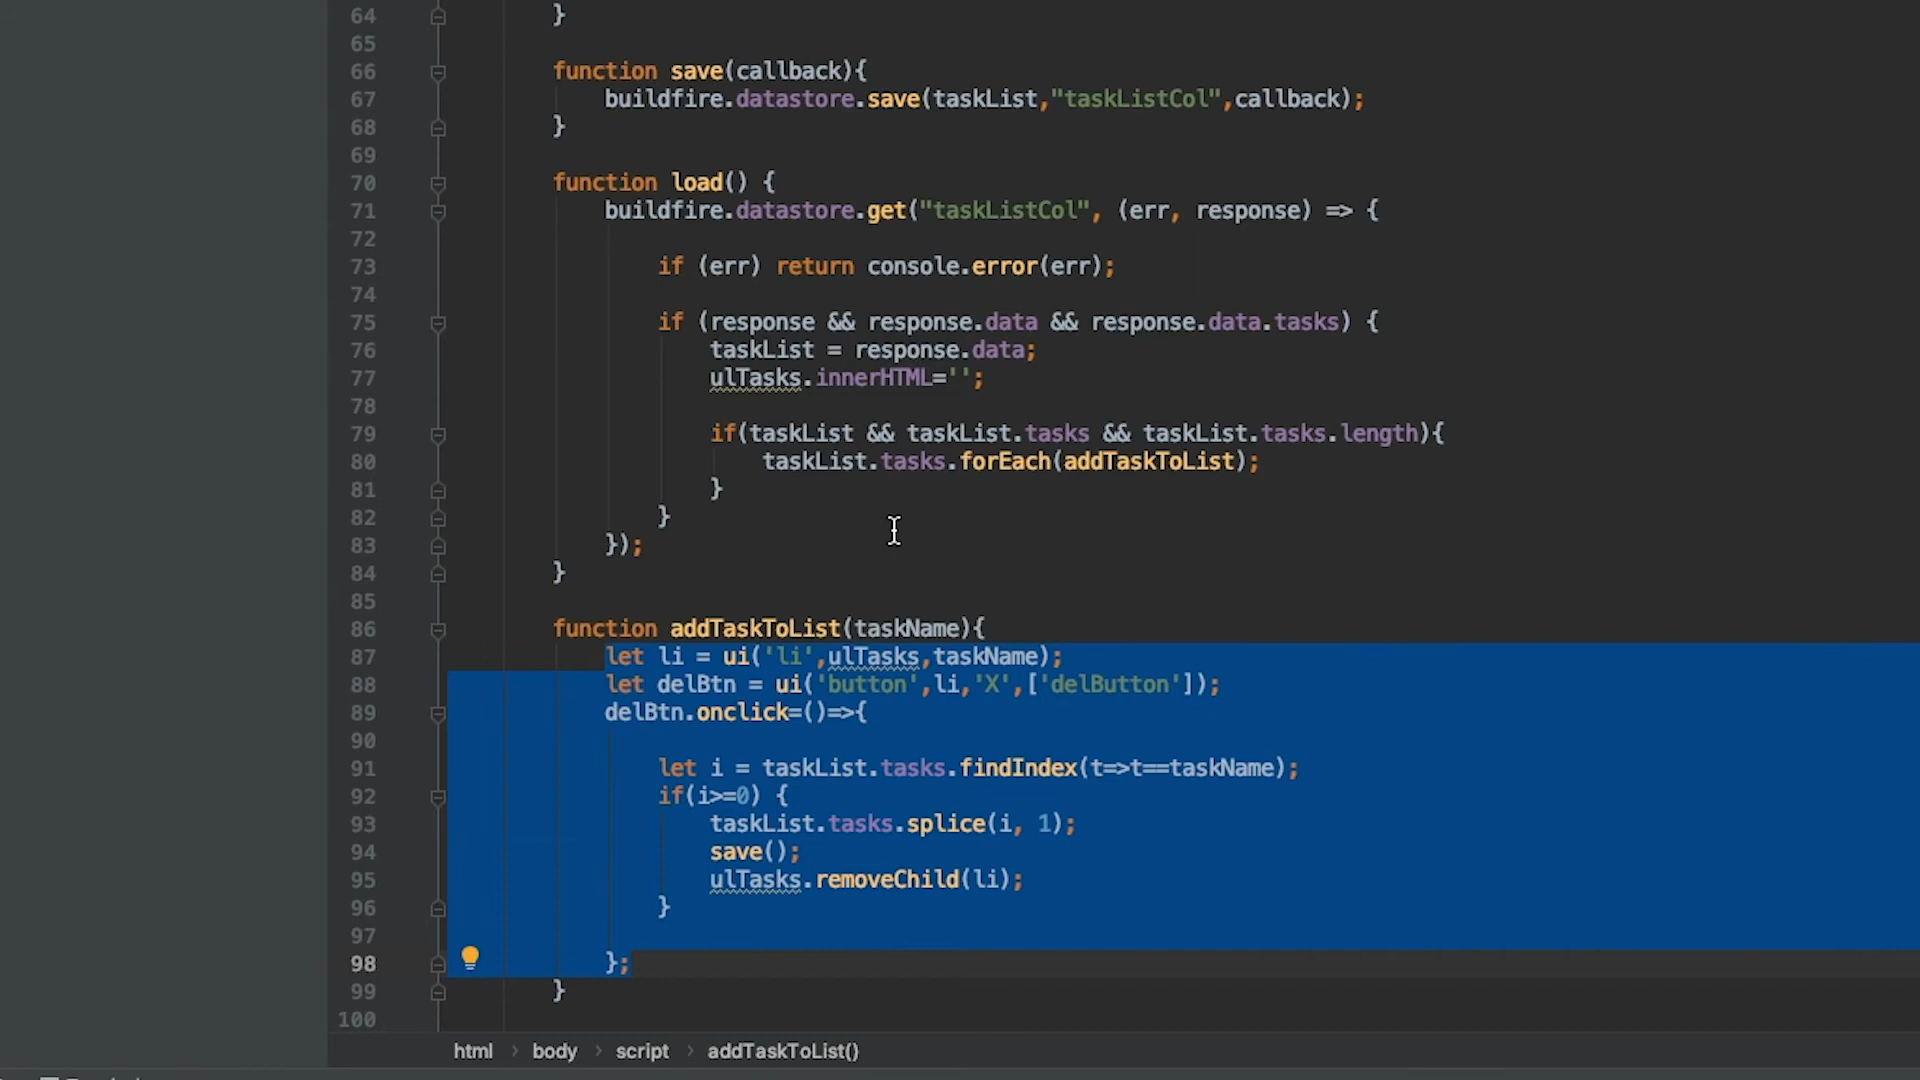 64 }
65
66 function save(callback){
67 buildfire.datastore.save(taskList,"taskListCol",callback);
68 }
69
70 function load() {
71 buildfire.datastore.get("taskListCol", (err, response) => {
72
73 if (err) return console.error(err);
74
75 if (response && response.data && response.data.tasks) {
76 taskList = response.data;
77 ulTasks.innerHTML='';
78
79 if(taskList && taskList.tasks && taskList.tasks.length){
80 taskList.tasks.forEach(addTaskToList);
81 }
82 }
83 });
84 }
85
86 function addTaskToList(taskName){
87 let li = ui('li',ulTasks,taskName);
88 let delBtn = ui('button',li,'X',['delButton']);
89 delBtn.onclick=()=>{
90
91 let i = taskList.tasks.findIndex(t=>t==taskName);
92 if(i>=0) {
93 taskList.tasks.splice(i, 1);
94 save();
95 ulTasks.removeChild(li);
96 }
97
98 };
99 }
100
html > body > script > addTaskToList()